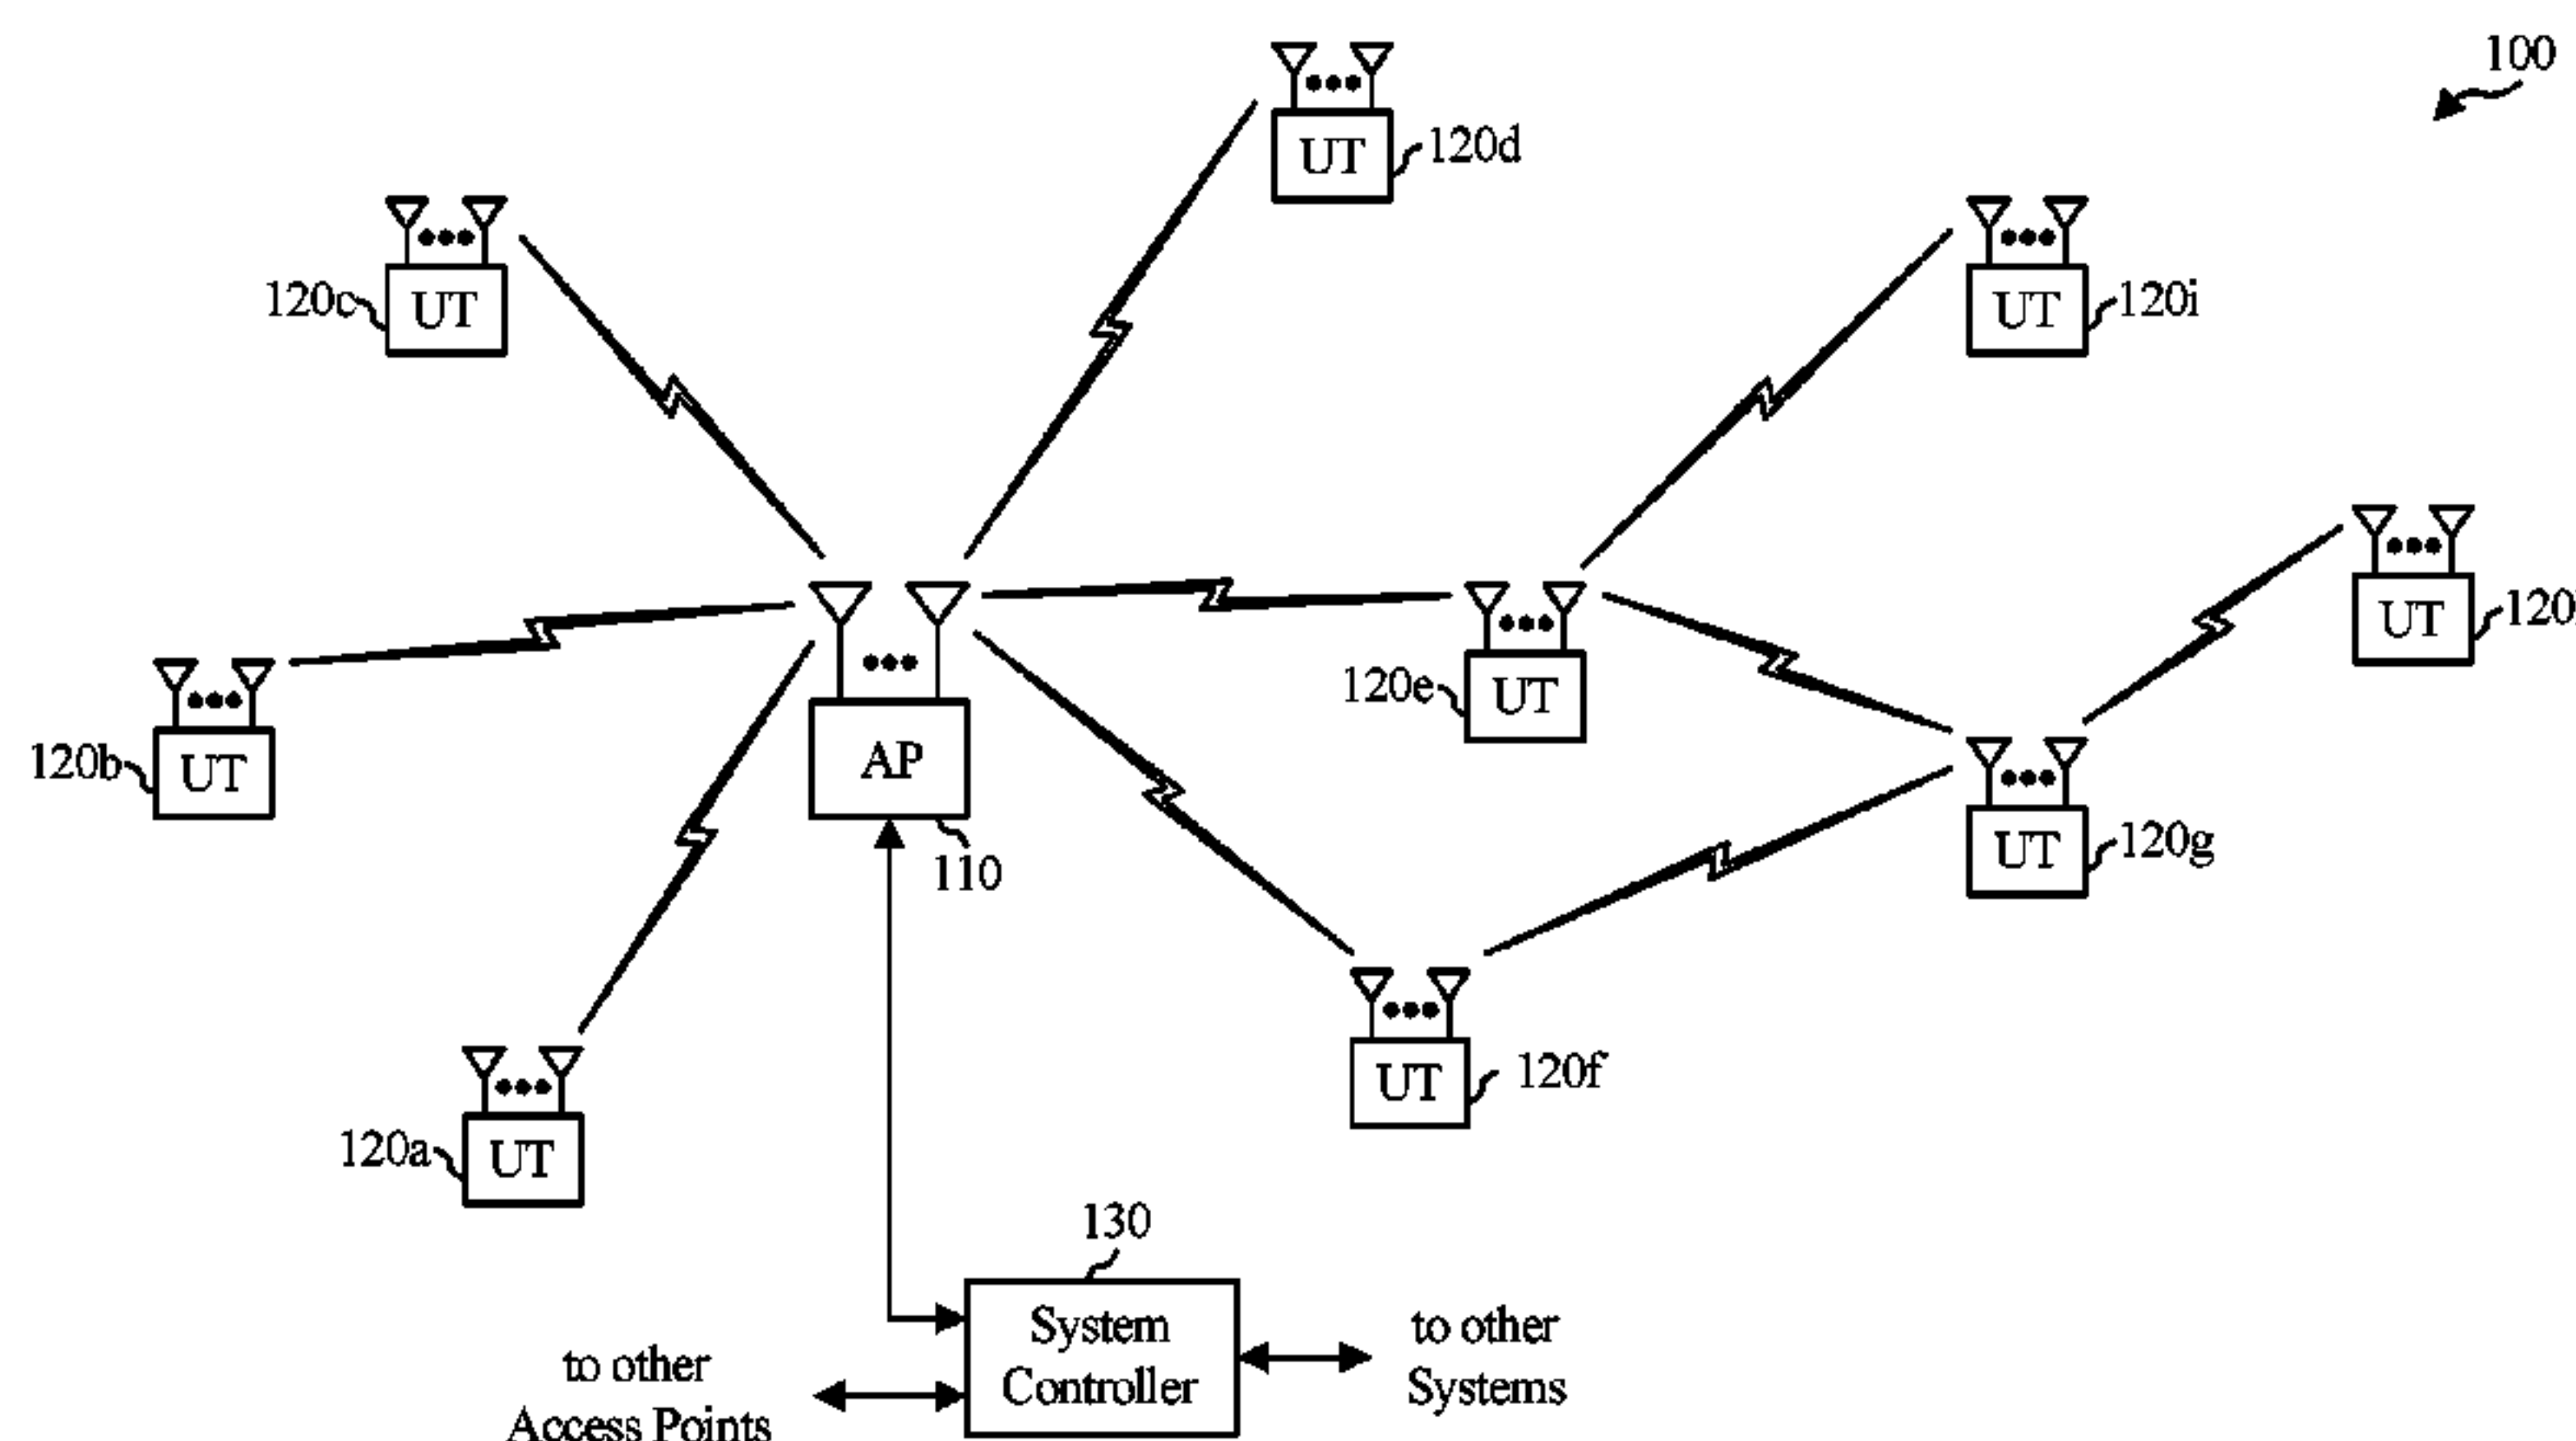 100
UT
120d
120c
UT
UT
120i
UT
120
120e
UT
120b
UT
AP
110
UT
120g
UT
120f
120a
UT
130
System
Controller
to other
Systems
to other
Access Points